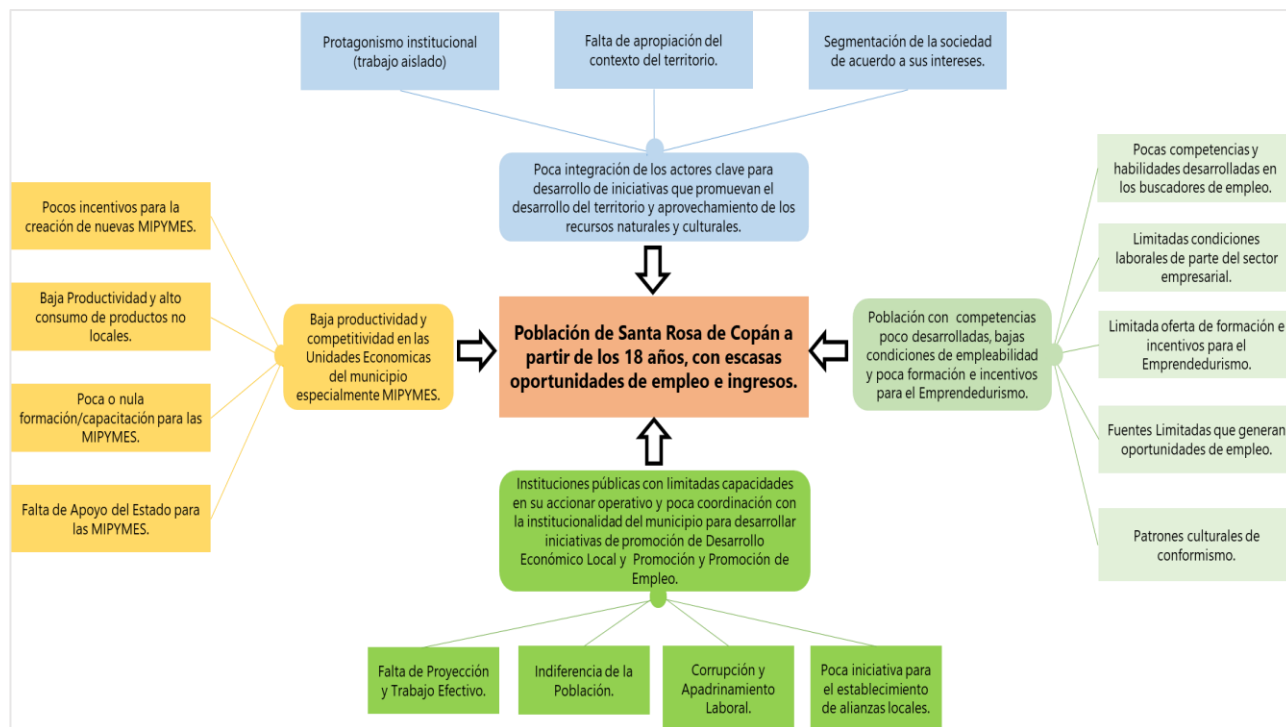 Protagonismo institucional
(trabajo aislado)
Falta de apropiación del
contexto del territorio.
Segmentación de la sociedad
de acuerdo a sus intereses.
Poca integración de los actores clave para
desarrollo de iniciativas que promuevan el
desarrollo del territorio y aprovechamiento de los
recursos naturales y culturales.
Pocos incentivos para la
creación de nuevas MIPYMES.
Baja Productividad y alto
consumo de productos no
locales.
Poca o nula
formación/capacitación para las
MIPYMES.
Falta de Apoyo del Estado para
las MIPYMES.
Baja productividad y
competitividad en las
Unidades Economicas
del municipio
especialmente MIPYMES.
Población de Santa Rosa de Copán a
partir de los 18 años, con escasas
oportunidades de empleo e ingresos.
Población con competencias
poco desarrolladas, bajas
condiciones de empleabilidad
y poca formación e incentivos
para el Emprendedurismo.
Pocas competencias y
habilidades desarrolladas en
los buscadores de empleo.
Limitadas condiciones
laborales de parte del sector
empresarial.
Limitada oferta de formación e
incentivos para el
Emprendedurismo.
Fuentes Limitadas que generan
oportunidades de empleo.
Patrones culturales de
conformismo.
Instituciones públicas con limitadas capacidades
en su accionar operativo y poca coordinación con
la institucionalidad del municipio para desarrollar
iniciativas de promoción de Desarrollo
Económico Local y Promoción y Promoción de
Empleo.
Falta de Proyección
y Trabajo Efectivo.
Indiferencia de la
Población.
Corrupción y
Apadrinamiento
Laboral.
Poca iniciativa para
el establecimiento
de alianzas locales.